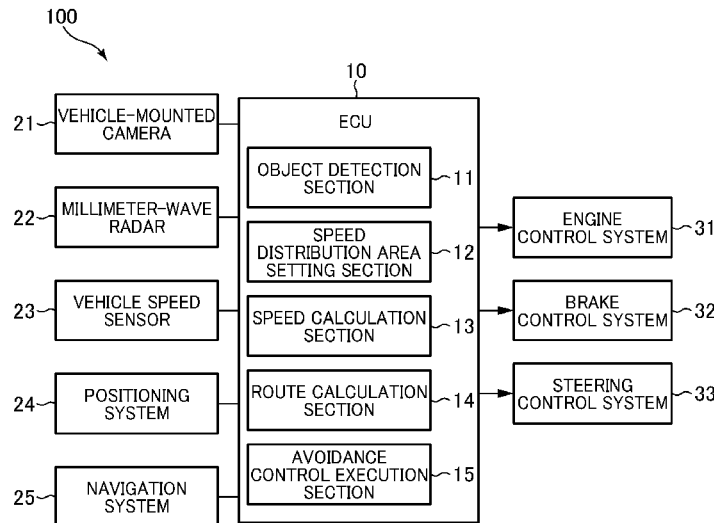 100
10
21
VEHICLE-MOUNTED
CAMERA
22
MILLIMETER-WAVE
RADAR
23
VEHICLE SPEED
SENSOR
24
POSITIONING
SYSTEM
25
NAVIGATION
SYSTEM
ECU
OBJECT DETECTION
SECTION
11
SPEED
DISTRIBUTION AREA
SETTING SECTION
12
SPEED CALCULATION
SECTION
13
ROUTE CALCULATION
SECTION
14
AVOIDANCE
CONTROL EXECUTION
SECTION
15
ENGINE
CONTROL SYSTEM
31
BRAKE
CONTROL SYSTEM
32
STEERING
CONTROL SYSTEM
33